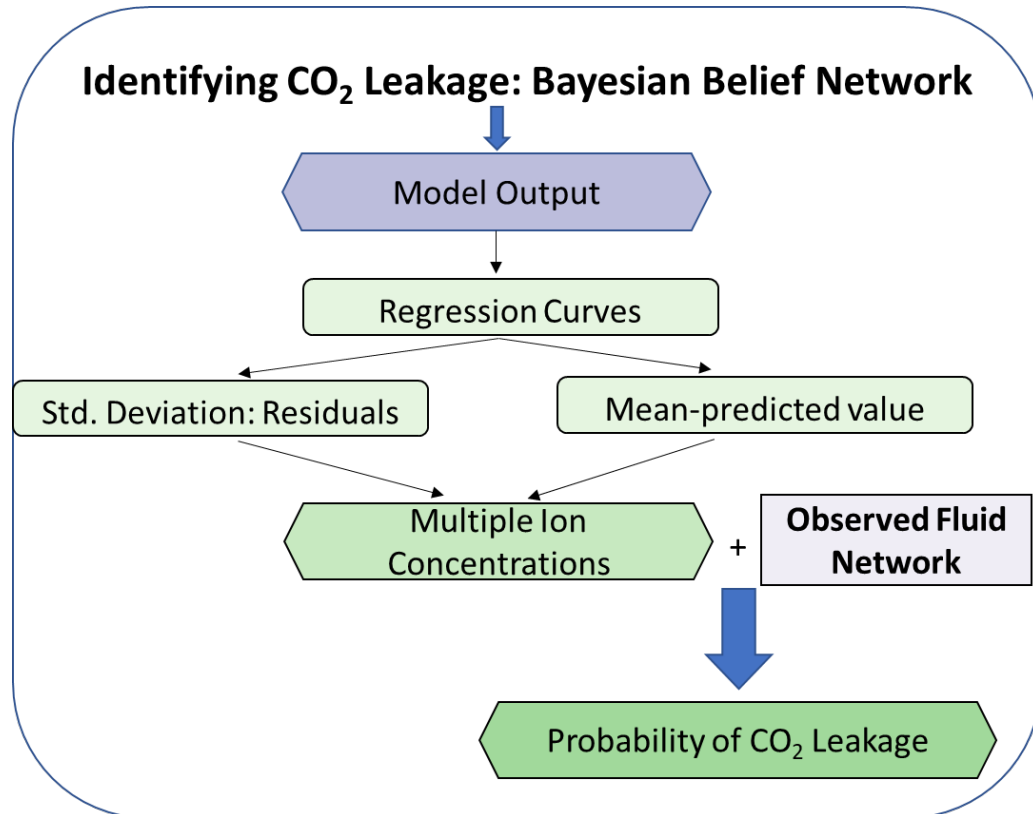 Identifying CO₂ Leakage: Bayesian Belief Network
Model Output
Regression Curves
Std. Deviation: Residuals
Mean-predicted value
Multiple Ion
Concentrations
+
Observed Fluid
Network
Probability of CO₂ Leakage